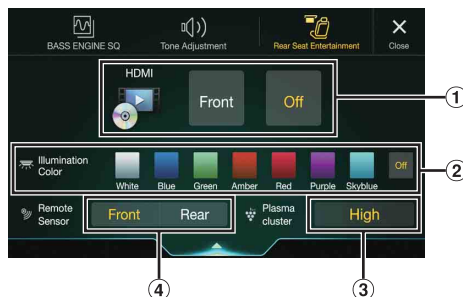 BASS ENGINE SQ Tone Adjustment Rear Seat Entertainment Close
HDMI
Front Off
1
Illumination
Color
White Blue Green Amber Red Purple Skyblue Off
2
Remote
Sensor
Front Rear
Plasma
cluster
High
4 3